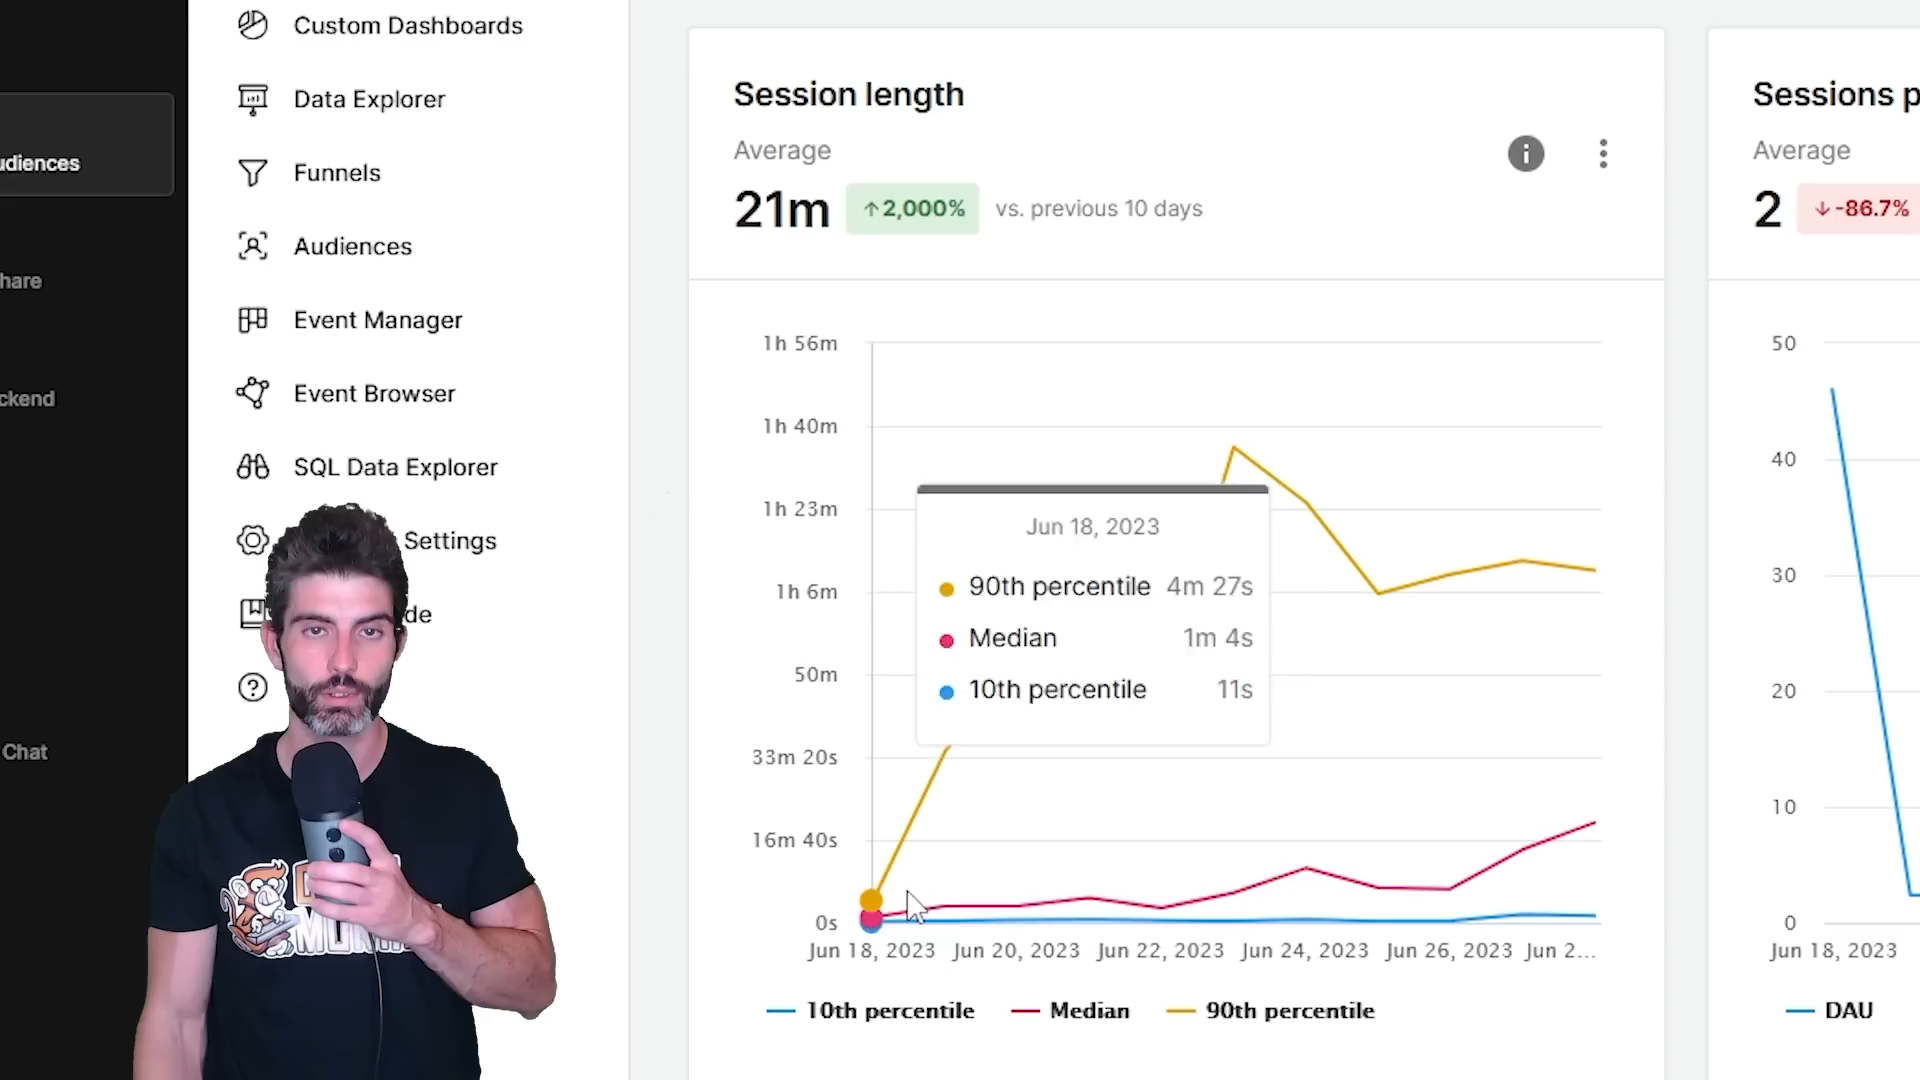 udiences
hare
ckend
Chat
Custom Dashboards
Data Explorer
Funnels
Audiences
Event Manager
Event Browser
SQL Data Explorer
Settings
de
Session length
Average
21m ↑2,000% vs. previous 10 days
1h 56m
1h 40m
1h 23m
1h 6m
50m
33m 20s
16m 40s
0s
Jun 18, 2023
90th percentile 4m 27s
Median 1m 4s
10th percentile 11s
Jun 18, 2023 Jun 20, 2023 Jun 22, 2023 Jun 24, 2023 Jun 26, 2023 Jun 2...
10th percentile Median 90th percentile
Sessions p
Average
2 ↓-86.7%
50
40
30
20
10
0
Jun 18, 2023
DAU